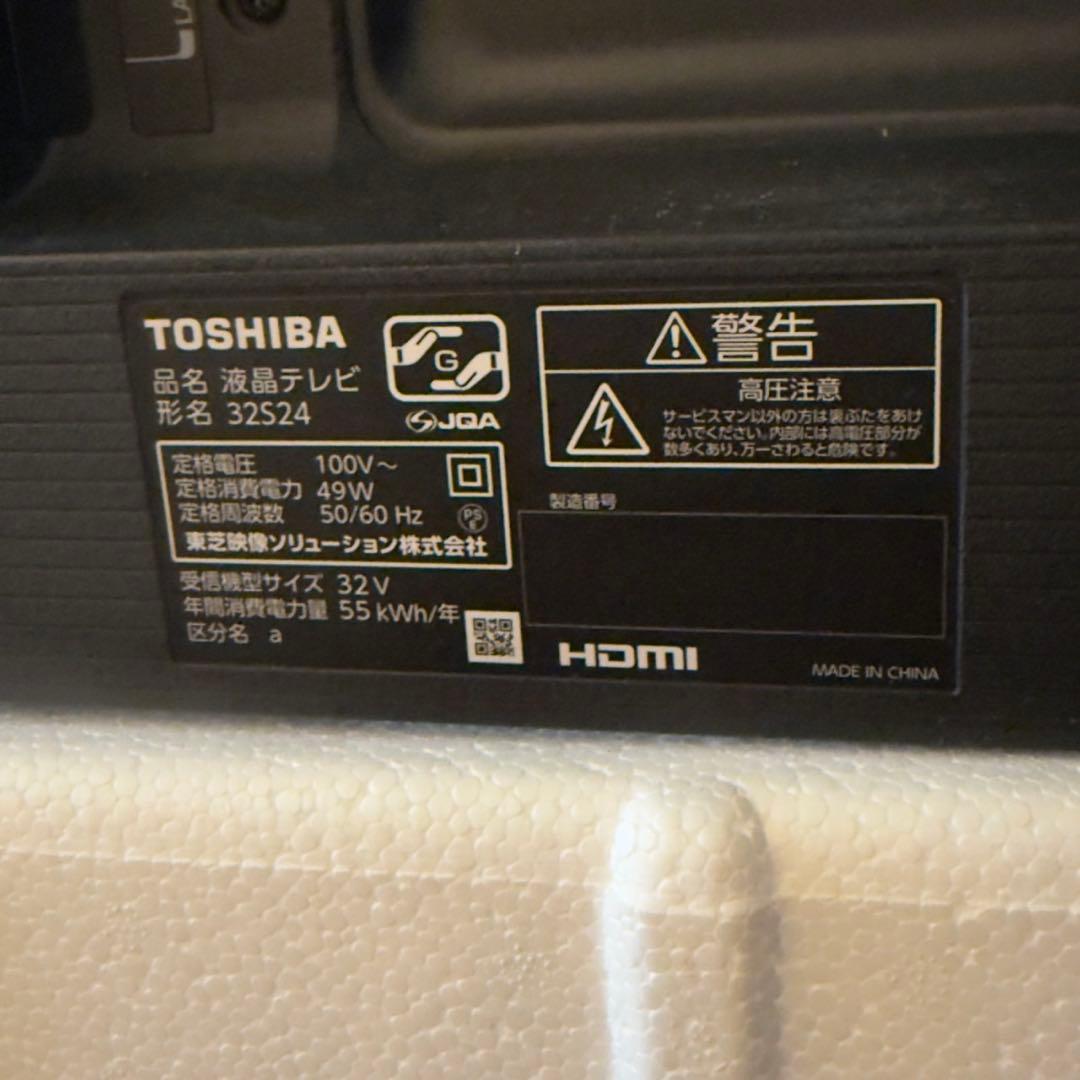 LA
TOSHIBA
品名 液晶テレビ
形名 32S24
G
JQA
定格電圧 100V～
定格消費電力 49W
定格周波数 50/60 Hz
PS
E
東芝映像ソリューション株式会社
受信機型サイズ 32V
年間消費電力量 55kWh/年
区分名 a
警告
高圧注意
サービスマン以外の方は裏ぶたをあけ
ないでください。内部には高電圧部分が
数多くあり、万一さわると危険です。
製造番号
HDMI
MADE IN CHINA